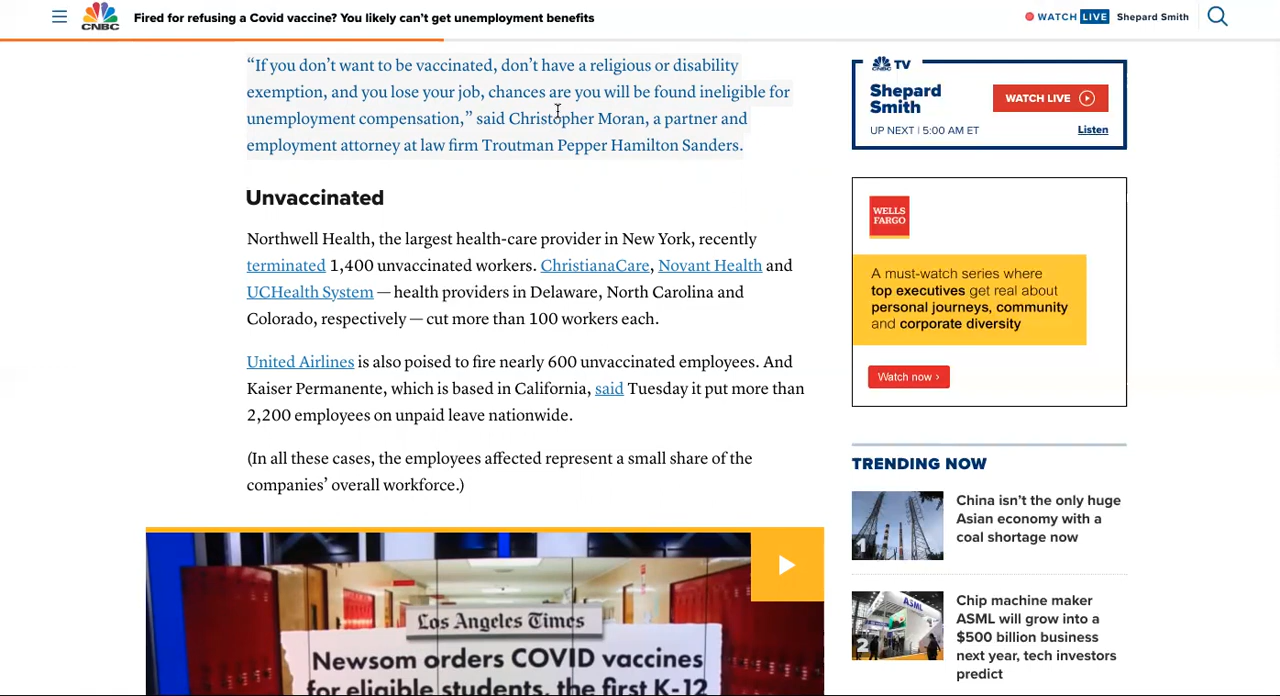 CNBC
Fired for refusing a Covid vaccine? You likely can’t get unemployment benefits
WATCH LIVE Shepard Smith
“If you don’t want to be vaccinated, don’t have a religious or disability
exemption, and you lose your job, chances are you will be found ineligible for
unemployment compensation,” said Christopher Moran, a partner and
employment attorney at law firm Troutman Pepper Hamilton Sanders.
Unvaccinated
Northwell Health, the largest health-care provider in New York, recently
terminated 1,400 unvaccinated workers. ChristianaCare, Novant Health and
UCHealth System — health providers in Delaware, North Carolina and
Colorado, respectively — cut more than 100 workers each.
United Airlines is also poised to fire nearly 600 unvaccinated employees. And
Kaiser Permanente, which is based in California, said Tuesday it put more than
2,200 employees on unpaid leave nationwide.
(In all these cases, the employees affected represent a small share of the
companies’ overall workforce.)
Los Angeles Times
Newsom orders COVID vaccines
for eligible students, the first K-12
TV
Shepard
Smith
WATCH LIVE
UP NEXT | 5:00 AM ET
Listen
WELLS
FARGO
A must-watch series where
top executives get real about
personal journeys, community
and corporate diversity
Watch now ›
TRENDING NOW
1
China isn’t the only huge
Asian economy with a
coal shortage now
ASML
2
Chip machine maker
ASML will grow into a
$500 billion business
next year, tech investors
predict